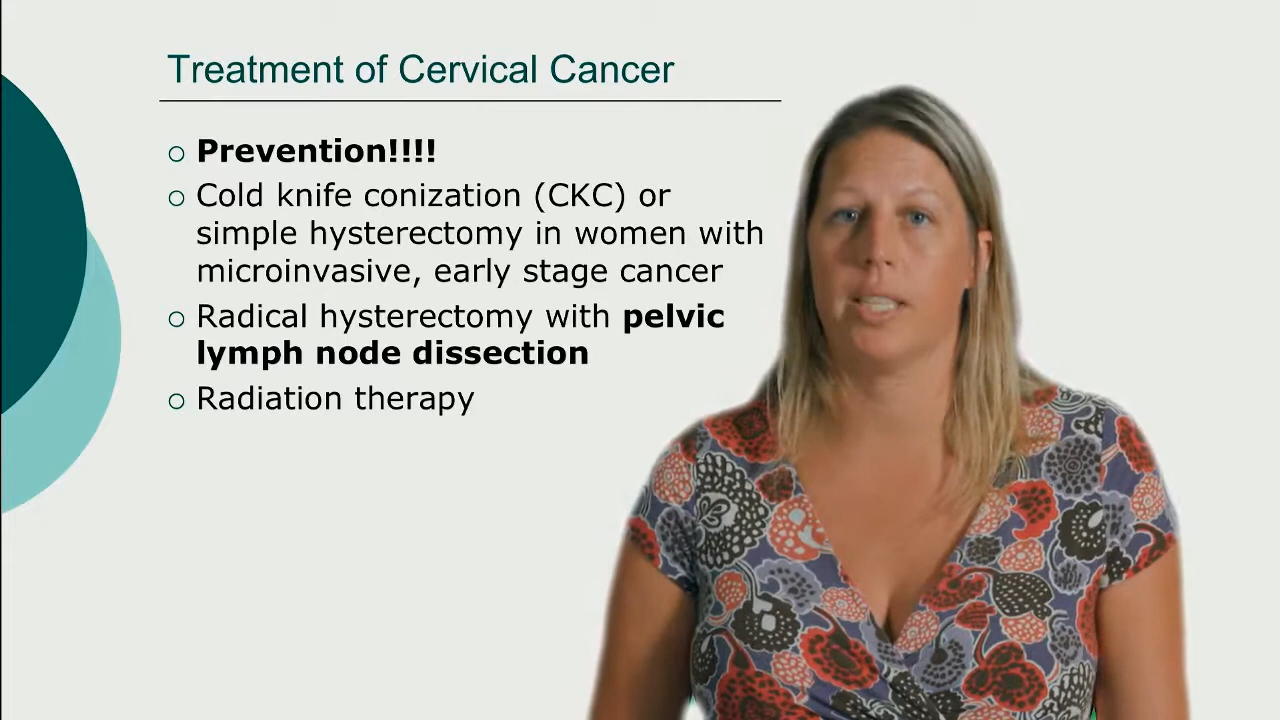 Treatment of Cervical Cancer
Prevention!!!!
Cold knife conization (CKC) or
simple hysterectomy in women with
microinvasive, early stage cancer
Radical hysterectomy with pelvic
lymph node dissection
Radiation therapy